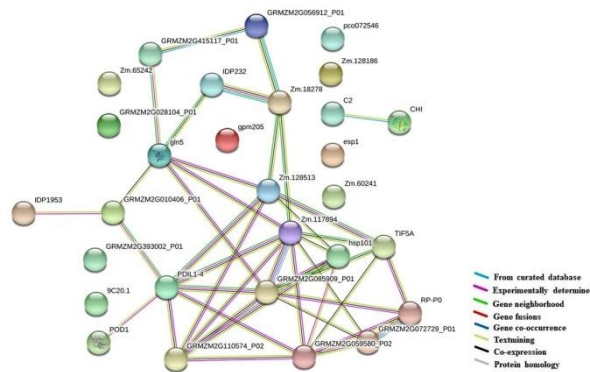 GRMZM2G056912_P01
pco072546
GRMZM2G415117_P01
Zm.65242
IDP232
Zm.128186
Zm.18278
C2
CHI
GRMZM2G028104_P01
gpm205
gln5
esp1
Zm.128513
Zm.60241
IDP1953
GRMZM2G010406_P01
Zm.117894
hsp101
TIF5A
GRMZM2G393002_P01
PDIL1-4
GRMZM2G085909_P01
9C20.1
RP-P0
POD1
GRMZM2G072729_P01
GRMZM2G110574_P02
GRMZM2G059580_P02
From curated database
Experimentally determine
Gene neighborhood
Gene fusions
Gene co-occurrence
Textmining
Co-expression
Protein homology